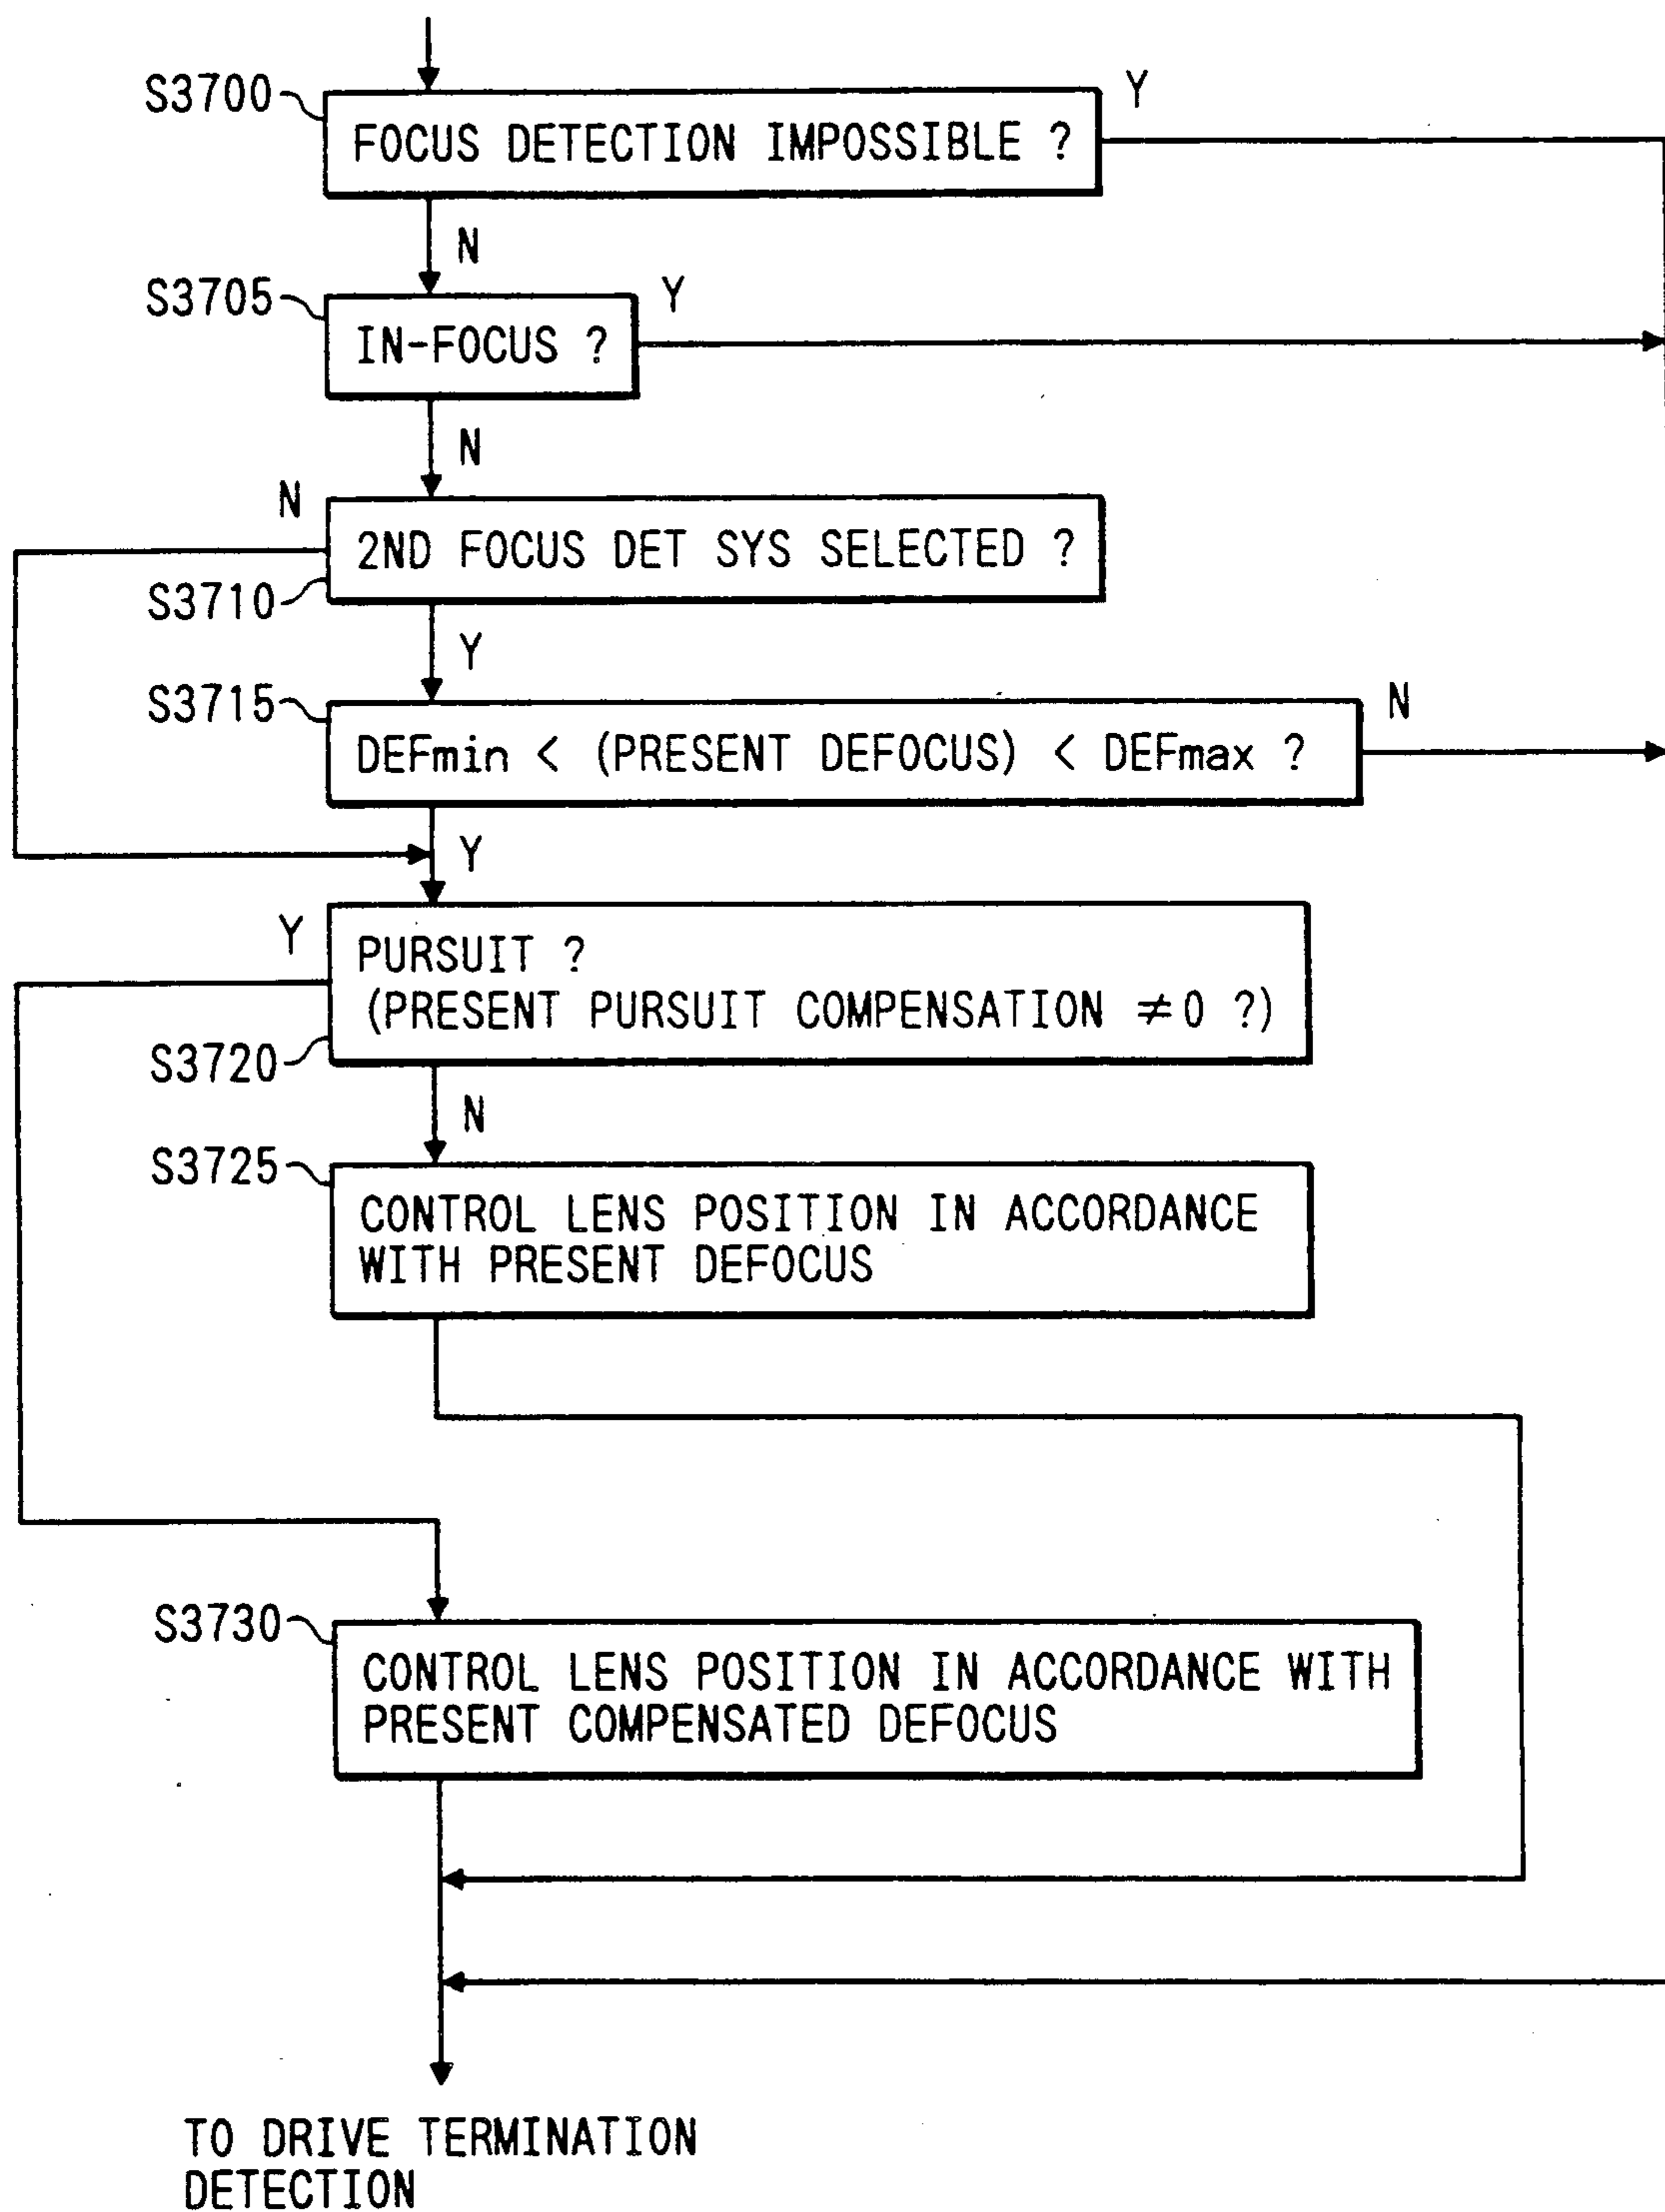 S3700
Y
FOCUS DETECTION IMPOSSIBLE ?
N
S3705
Y
IN-FOCUS ?
N
N
2ND FOCUS DET SYS SELECTED ?
S3710
Y
S3715
N
DEFmin < (PRESENT DEFOCUS) < DEFmax ?
Y
Y
PURSUIT ?
(PRESENT PURSUIT COMPENSATION ≠0 ?)
S3720
N
S3725
CONTROL LENS POSITION IN ACCORDANCE
WITH PRESENT DEFOCUS
S3730
CONTROL LENS POSITION IN ACCORDANCE WITH
PRESENT COMPENSATED DEFOCUS
TO DRIVE TERMINATION
DETECTION